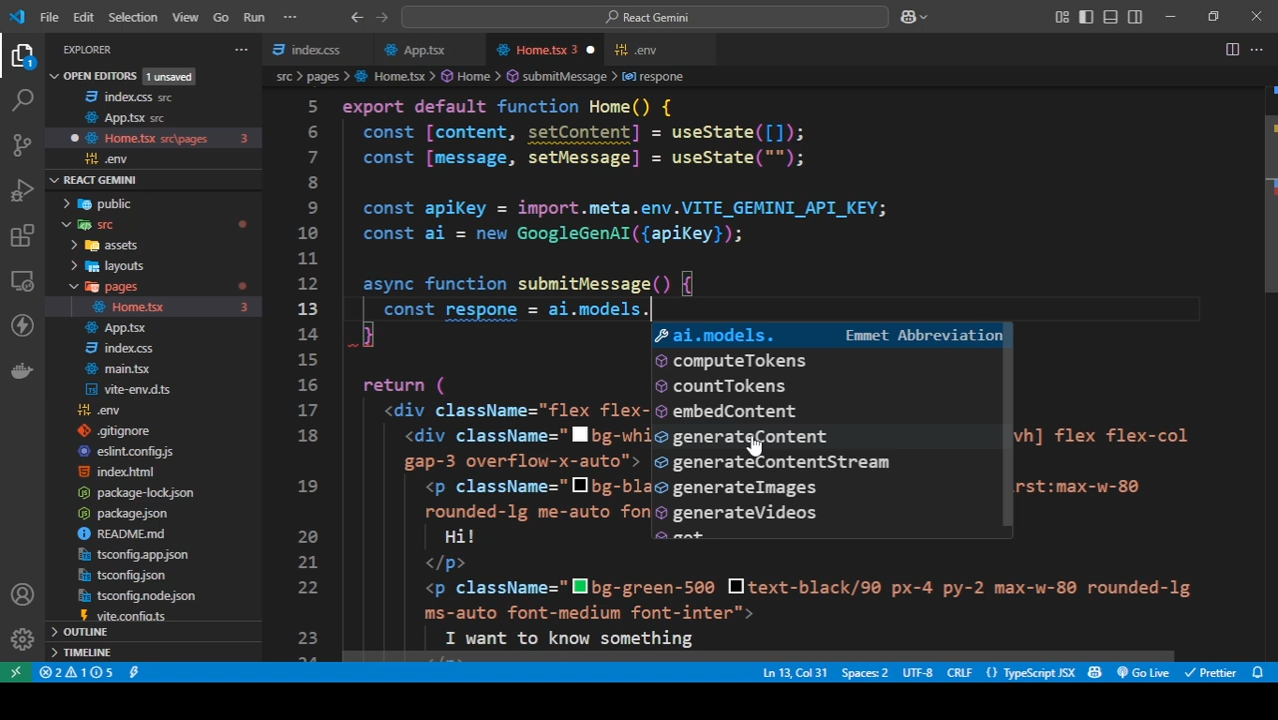 File Edit Selection View Go Run ··· React Gemini
EXPLORER ···
OPEN EDITORS 1 unsaved
index.css src
App.tsx src
Home.tsx src\pages 3
.env
REACT GEMINI
public
src
assets
layouts
pages
Home.tsx 3
App.tsx
index.css
main.tsx
vite-env.d.ts
.env
.gitignore
eslint.config.js
index.html
package-lock.json
package.json
README.md
tsconfig.app.json
tsconfig.json
tsconfig.node.json
vite.config.ts
OUTLINE
TIMELINE
1
index.css App.tsx Home.tsx 3 .env ···
src > pages > Home.tsx > Home > submitMessage > respone
5 export default function Home() {
6 const [content, setContent] = useState([]);
7 const [message, setMessage] = useState("");
8
9 const apiKey = import.meta.env.VITE_GEMINI_API_KEY;
10 const ai = new GoogleGenAI({apiKey});
11
12 async function submitMessage() {
13 const respone = ai.models.
14 }
15
16 return (
17 <div className="flex flex-
18 <div className="bg-whi vh] flex flex-col
gap-3 overflow-x-auto">
19 <p className="bg-bla rst:max-w-80
rounded-lg me-auto fon
20 Hi!
21 </p>
22 <p className="bg-green-500 text-black/90 px-4 py-2 max-w-80 rounded-lg
ms-auto font-medium font-inter">
23 I want to know something
24 </p>
ai.models. Emmet Abbreviation
computeTokens
countTokens
embedContent
generateContent
generateContentStream
generateImages
generateVideos
get
2 1 5 Ln 13, Col 31 Spaces: 2 UTF-8 CRLF {} TypeScript JSX Go Live Prettier